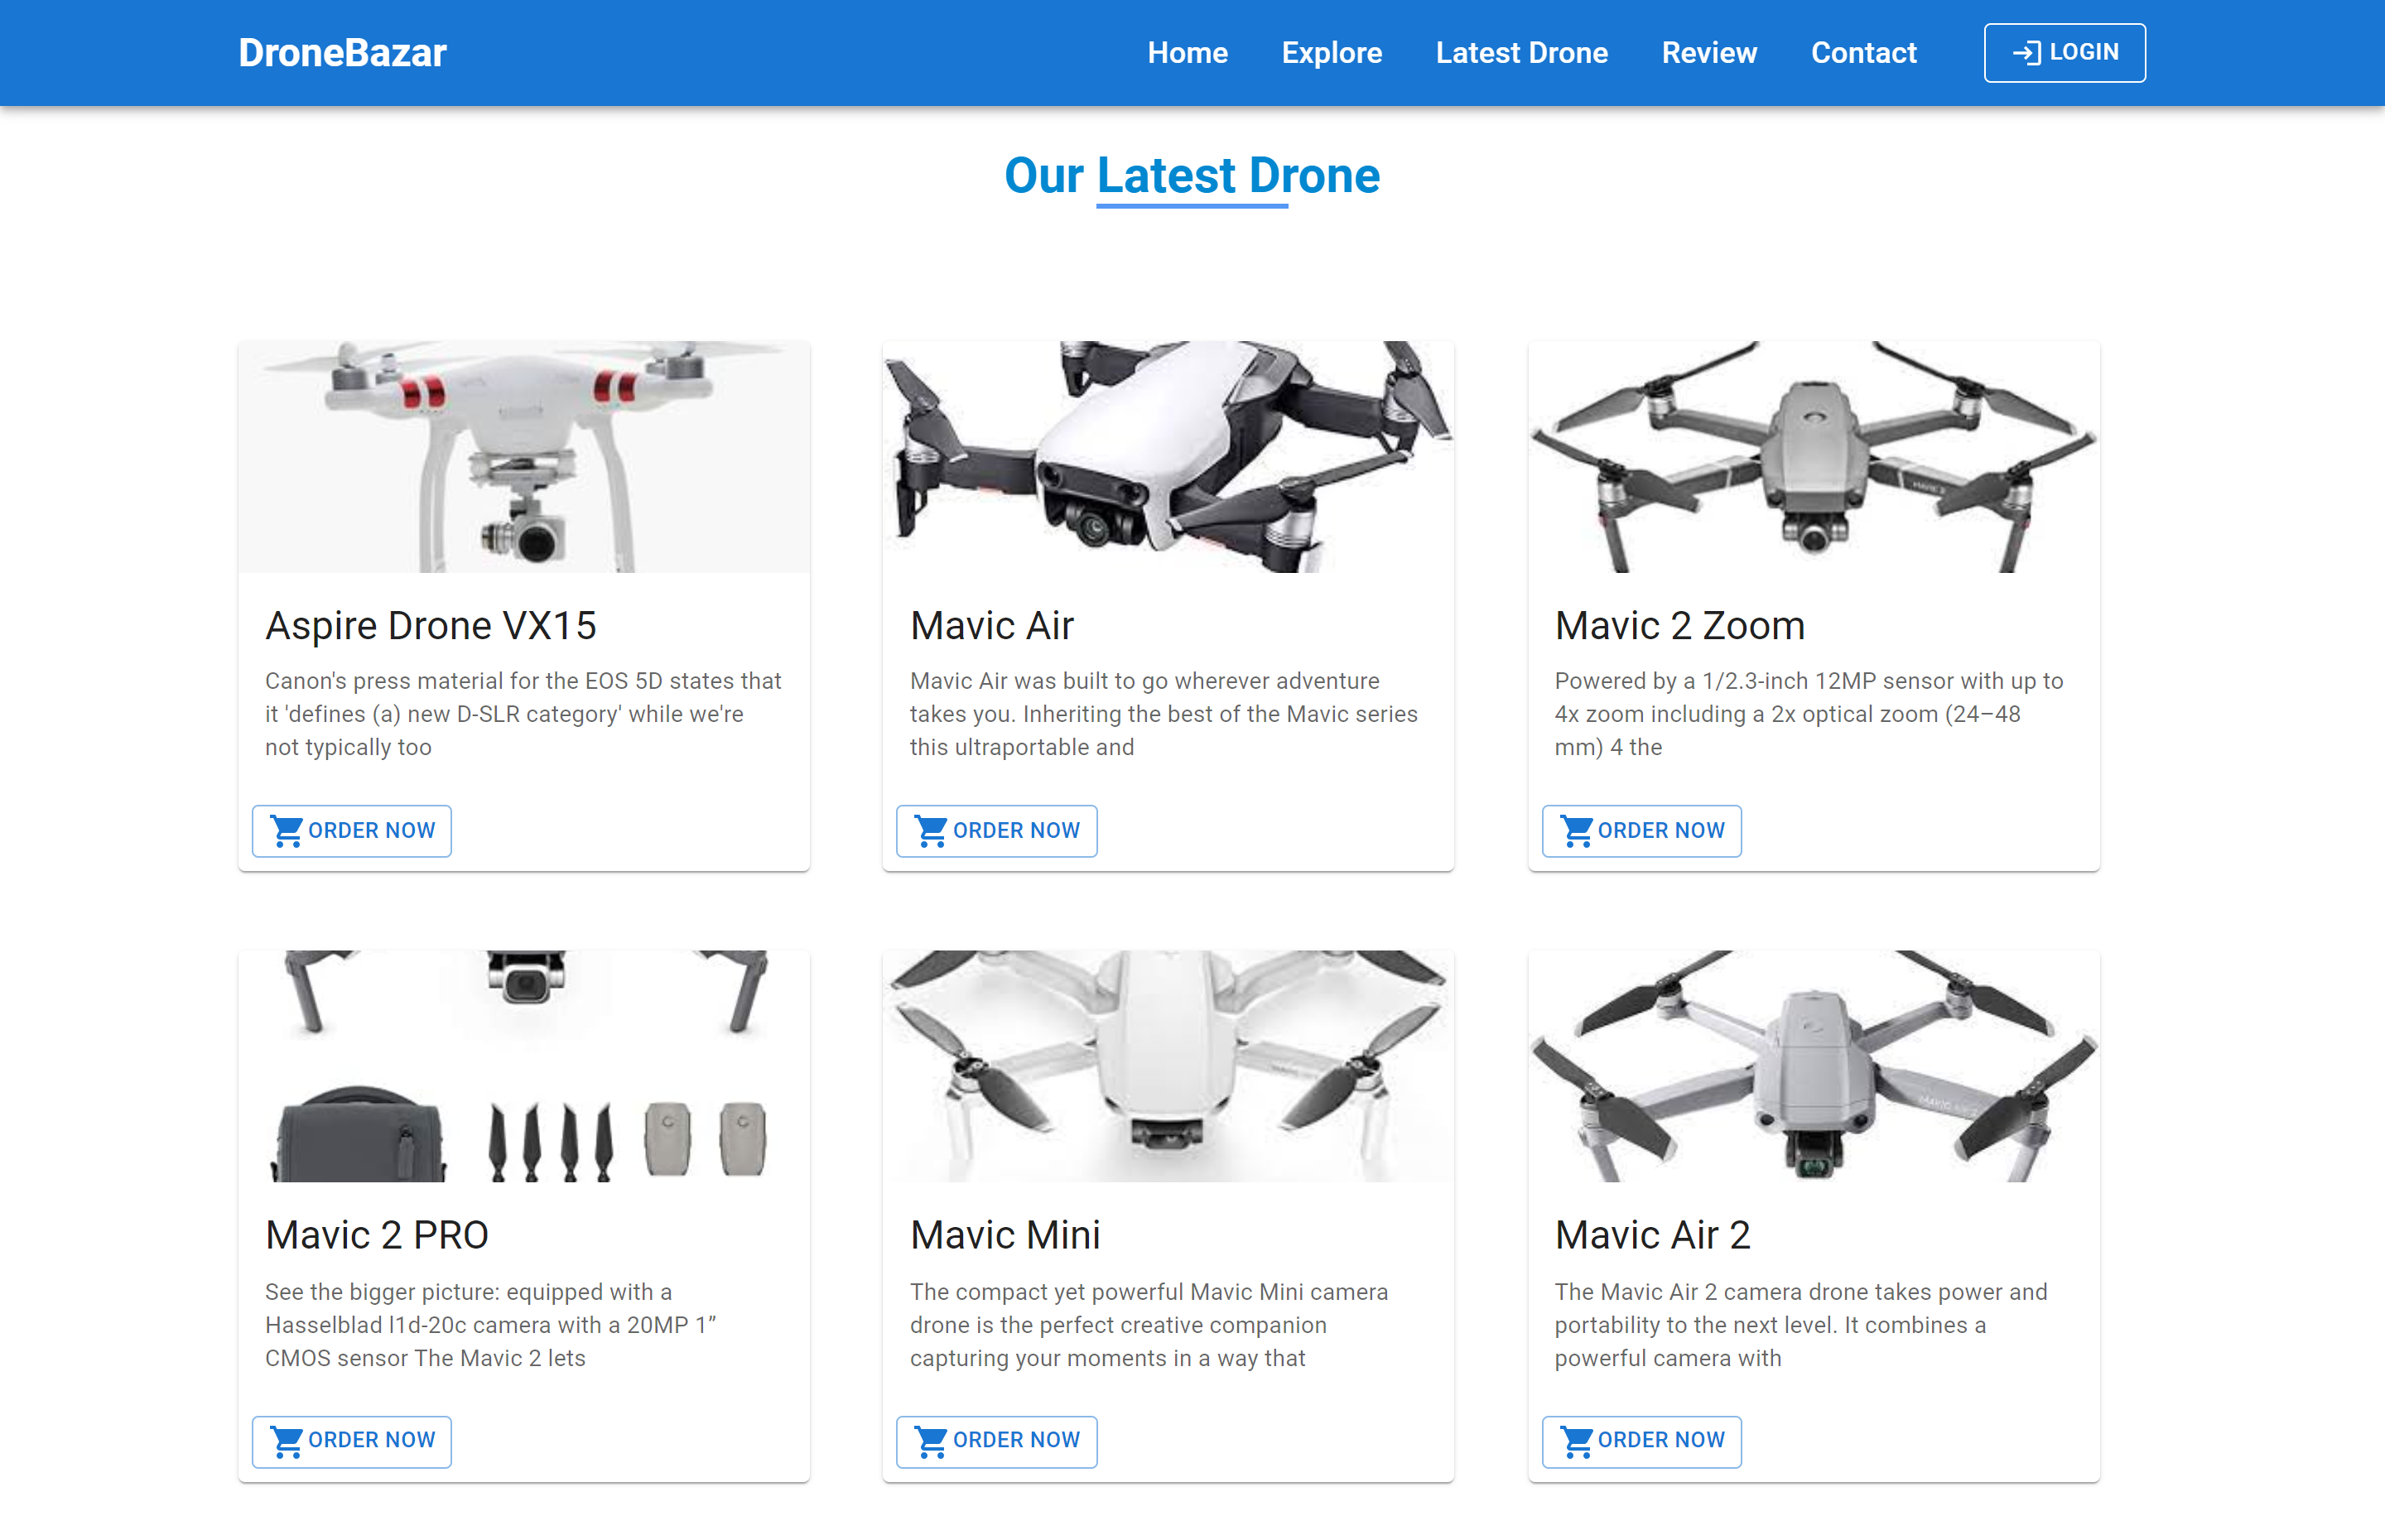 DroneBazar
Home
Explore
Latest Drone
Review
Contact
LOGIN
Our Latest Drone
Aspire Drone VX15
Canon's press material for the EOS 5D states that
it 'defines (a) new D-SLR category' while we're
not typically too
ORDER NOW
Mavic Air
Mavic Air was built to go wherever adventure
takes you. Inheriting the best of the Mavic series
this ultraportable and
ORDER NOW
Mavic 2 Zoom
Powered by a 1/2.3-inch 12MP sensor with up to
4x zoom including a 2x optical zoom (24–48
mm) 4 the
ORDER NOW
Mavic 2 PRO
See the bigger picture: equipped with a
Hasselblad l1d-20c camera with a 20MP 1”
CMOS sensor The Mavic 2 lets
ORDER NOW
Mavic Mini
The compact yet powerful Mavic Mini camera
drone is the perfect creative companion
capturing your moments in a way that
ORDER NOW
Mavic Air 2
The Mavic Air 2 camera drone takes power and
portability to the next level. It combines a
powerful camera with
ORDER NOW